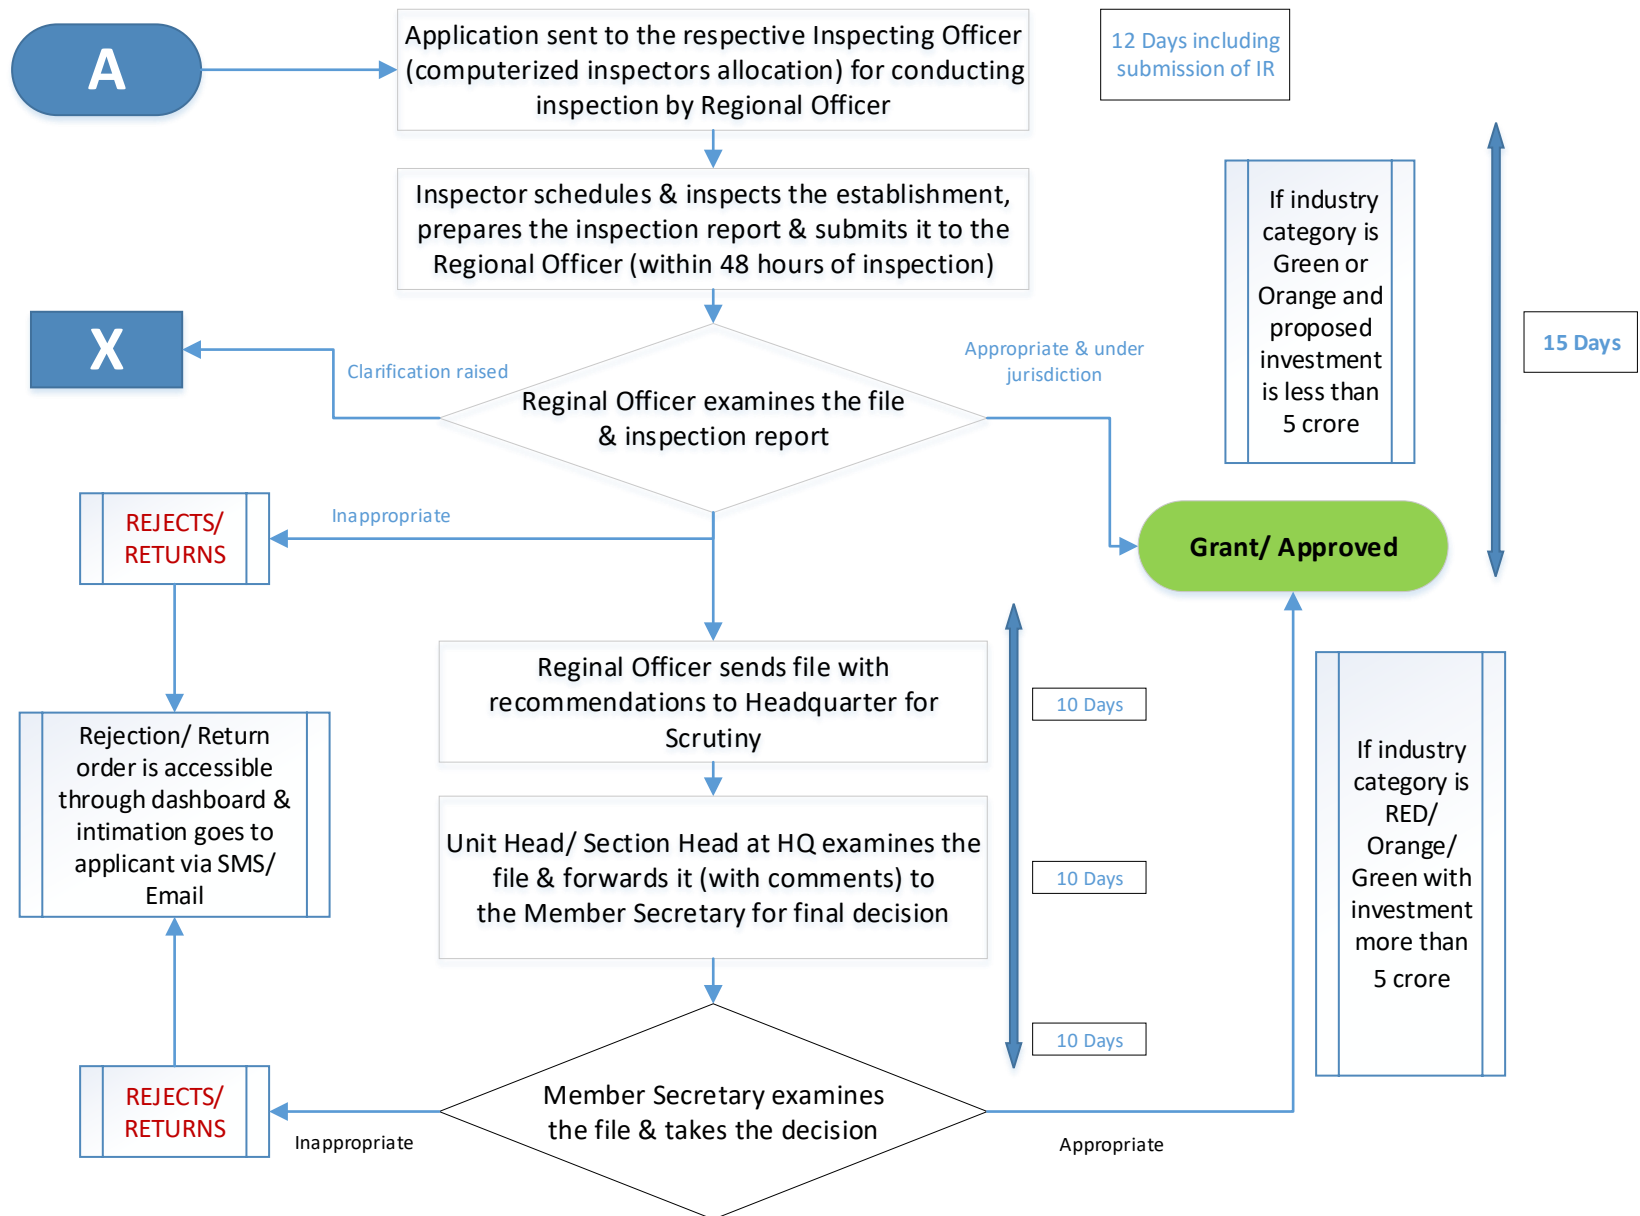 A
Application sent to the respective Inspecting Officer
(computerized inspectors allocation) for conducting
inspection by Regional Officer
12 Days including
submission of IR
Inspector schedules & inspects the establishment,
prepares the inspection report & submits it to the
Regional Officer (within 48 hours of inspection)
If industry
category is
Green or
Orange and
proposed
investment
is less than
5 crore
15 Days
X
Clarification raised
Appropriate & under
jurisdiction
Reginal Officer examines the file
& inspection report
REJECTS/
RETURNS
Inappropriate
Grant/ Approved
Reginal Officer sends file with
recommendations to Headquarter for
Scrutiny
10 Days
Rejection/ Return
order is accessible
through dashboard &
intimation goes to
applicant via SMS/
Email
Unit Head/ Section Head at HQ examines the
file & forwards it (with comments) to
the Member Secretary for final decision
10 Days
If industry
category is
RED/
Orange/
Green with
investment
more than
5 crore
10 Days
REJECTS/
RETURNS
Inappropriate
Member Secretary examines
the file & takes the decision
Appropriate